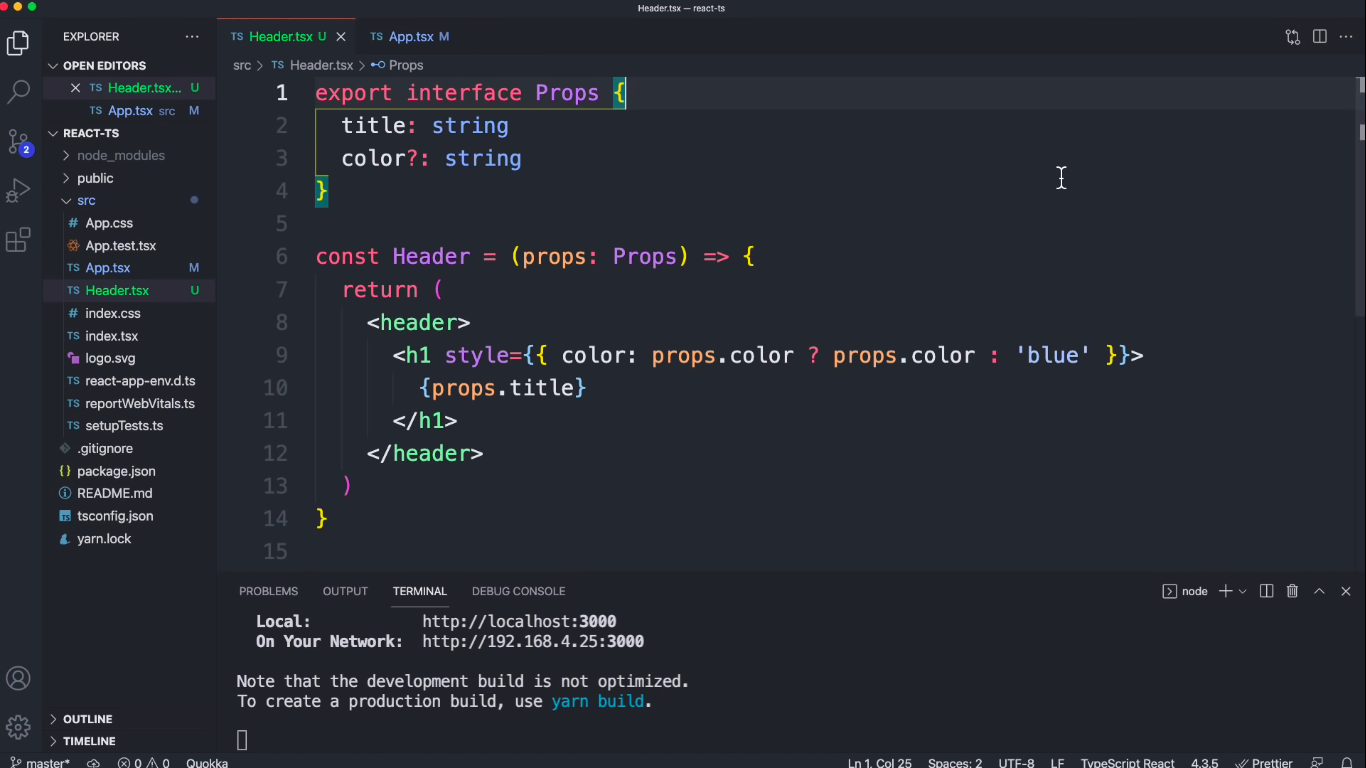 Header.tsx — react-ts
EXPLORER
OPEN EDITORS
TS Header.tsx... U
TS App.tsx src M
REACT-TS
node_modules
public
src
# App.css
App.test.tsx
TS App.tsx M
TS Header.tsx U
# index.css
TS index.tsx
logo.svg
TS react-app-env.d.ts
TS reportWebVitals.ts
TS setupTests.ts
.gitignore
{} package.json
README.md
TS tsconfig.json
yarn.lock
OUTLINE
TIMELINE
2
TS Header.tsx U
TS App.tsx M
src > TS Header.tsx > Props
1 export interface Props {
2 title: string
3 color?: string
4 }
5
6 const Header = (props: Props) => {
7 return (
8 <header>
9 <h1 style={{ color: props.color ? props.color : 'blue' }}>
10 {props.title}
11 </h1>
12 </header>
13 )
14 }
15
PROBLEMS OUTPUT TERMINAL DEBUG CONSOLE
node
Local: http://localhost:3000
On Your Network: http://192.168.4.25:3000
Note that the development build is not optimized.
To create a production build, use yarn build.
master* 0 0 Quokka
Ln 1, Col 25 Spaces: 2 UTF-8 LF TypeScript React 4.3.5 Prettier